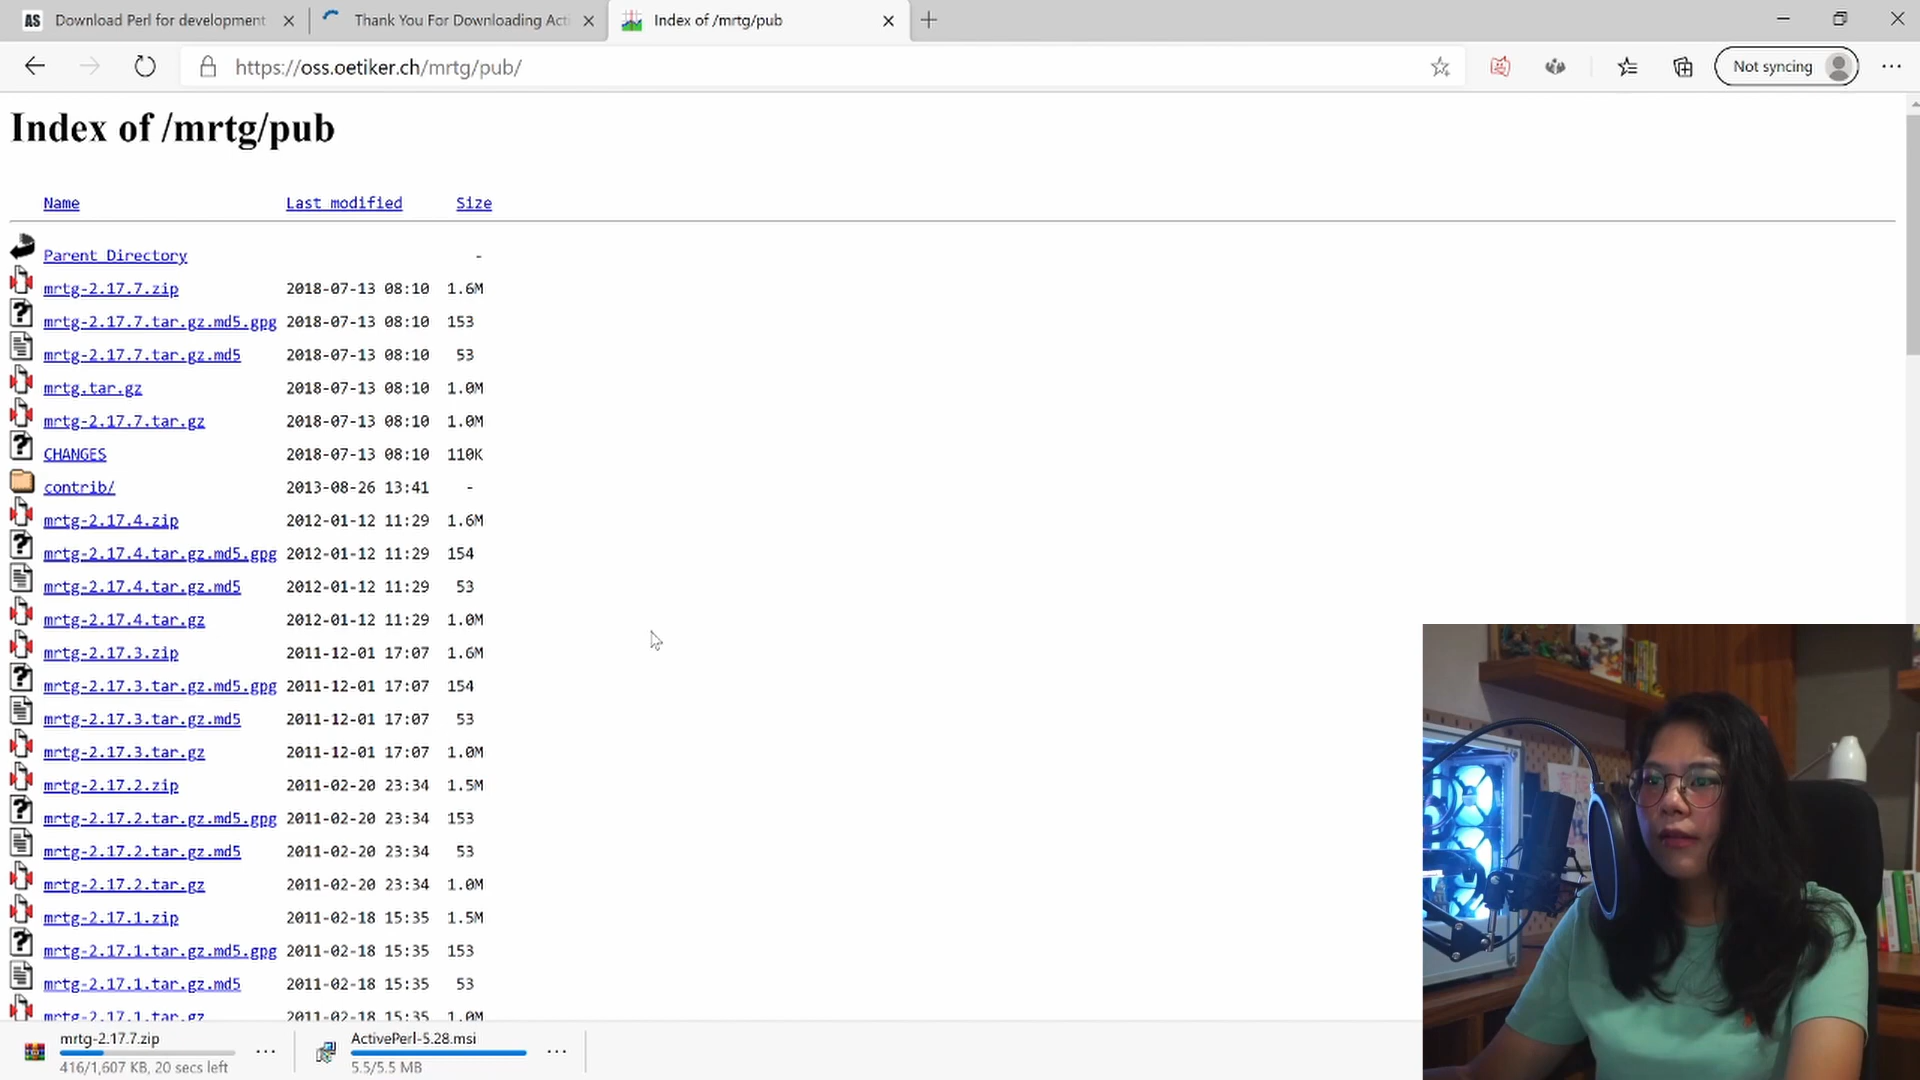 AS Download Perl for development
Thank You For Downloading Acti
Index of /mrtg/pub
https://oss.oetiker.ch/mrtg/pub/
Not syncing
Index of /mrtg/pub
Name Last modified Size
Parent Directory -
mrtg-2.17.7.zip 2018-07-13 08:10 1.6M
mrtg-2.17.7.tar.gz.md5.gpg 2018-07-13 08:10 153
mrtg-2.17.7.tar.gz.md5 2018-07-13 08:10 53
mrtg.tar.gz 2018-07-13 08:10 1.0M
mrtg-2.17.7.tar.gz 2018-07-13 08:10 1.0M
CHANGES 2018-07-13 08:10 110K
contrib/ 2013-08-26 13:41 -
mrtg-2.17.4.zip 2012-01-12 11:29 1.6M
mrtg-2.17.4.tar.gz.md5.gpg 2012-01-12 11:29 154
mrtg-2.17.4.tar.gz.md5 2012-01-12 11:29 53
mrtg-2.17.4.tar.gz 2012-01-12 11:29 1.0M
mrtg-2.17.3.zip 2011-12-01 17:07 1.6M
mrtg-2.17.3.tar.gz.md5.gpg 2011-12-01 17:07 154
mrtg-2.17.3.tar.gz.md5 2011-12-01 17:07 53
mrtg-2.17.3.tar.gz 2011-12-01 17:07 1.0M
mrtg-2.17.2.zip 2011-02-20 23:34 1.5M
mrtg-2.17.2.tar.gz.md5.gpg 2011-02-20 23:34 153
mrtg-2.17.2.tar.gz.md5 2011-02-20 23:34 53
mrtg-2.17.2.tar.gz 2011-02-20 23:34 1.0M
mrtg-2.17.1.zip 2011-02-18 15:35 1.5M
mrtg-2.17.1.tar.gz.md5.gpg 2011-02-18 15:35 153
mrtg-2.17.1.tar.gz.md5 2011-02-18 15:35 53
mrtg-2.17.1.tar.gz 2011-02-18 15:35 1.0M
mrtg-2.17.7.zip
416/1,607 KB, 20 secs left
ActivePerl-5.28.msi
5.5/5.5 MB